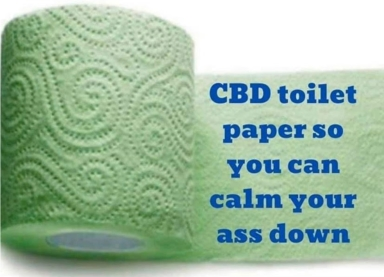 CBD toilet
paper so
you can
calm your
ass down